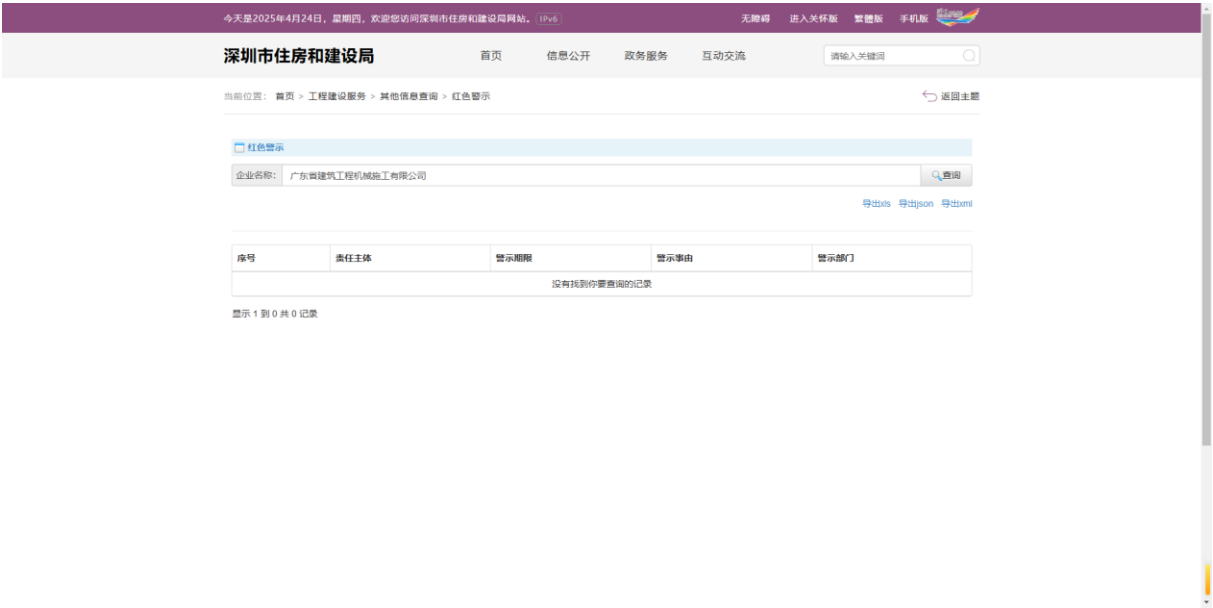 今天是2025年4月24日，星期四，欢迎您访问深圳市住房和建设局网站。 IPv6 无障碍 进入关怀版 繁體版 手机版
深圳市住房和建设局 首页 信息公开 政务服务 互动交流 请输入关键词
当前位置： 首页 > 工程建设服务 > 其他信息查询 > 红色警示 返回主题
红色警示
企业名称： 广东省建筑工程机械施工有限公司 查询
导出xls 导出json 导出xml
序号 责任主体 警示期限 警示事由 警示部门
没有找到你要查询的记录
显示 1 到 0 共 0 记录